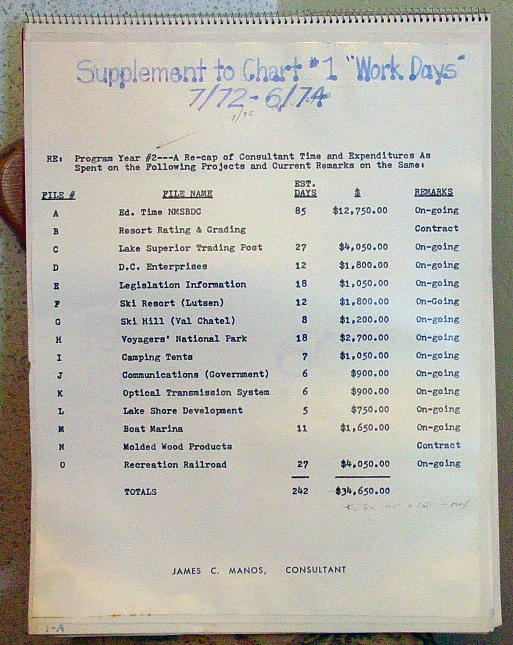 Supplement to Chart #1 "Work Days"
7/72-6/74
RE: Program Year #2---A Re-cap of Consultant Time and Expenditures As
Spent on the Following Projects and Current Remarks on the Same:
FILE # FILE NAME EST. DAYS $ REMARKS
A Ed. Time NMSBDC 85 $12,750.00 On-going
B Resort Rating & Grading Contract
C Lake Superior Trading Post 27 $4,050.00 On-going
D D.C. Enterprises 12 $1,800.00 On-going
E Legislation Information 18 $1,050.00 On-going
F Ski Resort (Lutsen) 12 $1,800.00 On-Going
G Ski Hill (Val Chatel) 8 $1,200.00 On-going
H Voyagers' National Park 18 $2,700.00 On-going
I Camping Tents 7 $1,050.00 On-going
J Communications (Government) 6 $900.00 On-going
K Optical Transmission System 6 $900.00 On-going
L Lake Shore Development 5 $750.00 On-going
M Boat Marina 11 $1,650.00 On-going
N Molded Wood Products Contract
O Recreation Railroad 27 $4,050.00 On-going
TOTALS 242 $34,650.00
JAMES C. MANOS, CONSULTANT